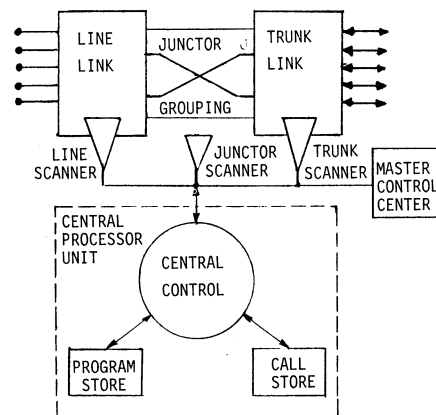 LINE
LINK
JUNCTOR
J
GROUPING
TRUNK
LINK
LINE
SCANNER
JUNCTOR
SCANNER
TRUNK
SCANNER
MASTER
CONTROL
CENTER
CENTRAL
PROCESSOR
UNIT
CENTRAL
CONTROL
PROGRAM
STORE
CALL
STORE